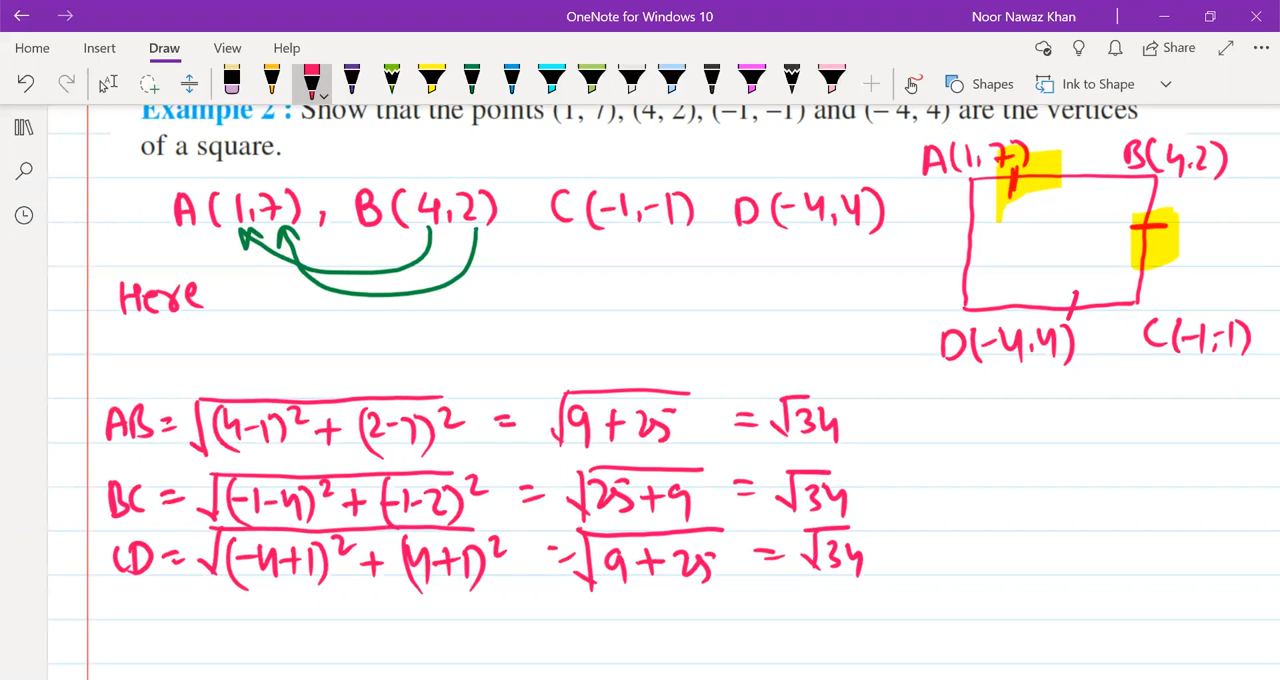 OneNote for Windows 10
Noor Nawaz Khan
Home Insert Draw View Help
Share
Shapes
Ink to Shape
Example 2 : Show that the points (1, 7), (4, 2), (–1, –1) and (– 4, 4) are the vertices
of a square.
A(1,7) B(4,2)
A(1,7), B(4,2) C(-1,-1) D(-4,4)
Here
D(-4,4) C(-1,-1)
AB = √(4-1)² + (2-7)² = √9+25 = √34
BC = √(-1-4)² + (-1-2)² = √25+9 = √34
CD = √(-4+1)² + (4+1)² = √9+25 = √34